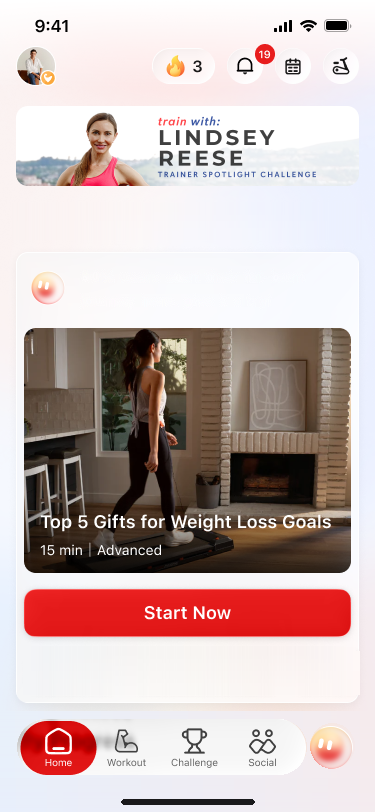 9:41
3
19
train with:
LINDSEY
REESE
TRAINER SPOTLIGHT CHALLENGE
Top 5 Gifts for Weight Loss Goals
15 min | Advanced
Start Now
Home
Workout
Challenge
Social